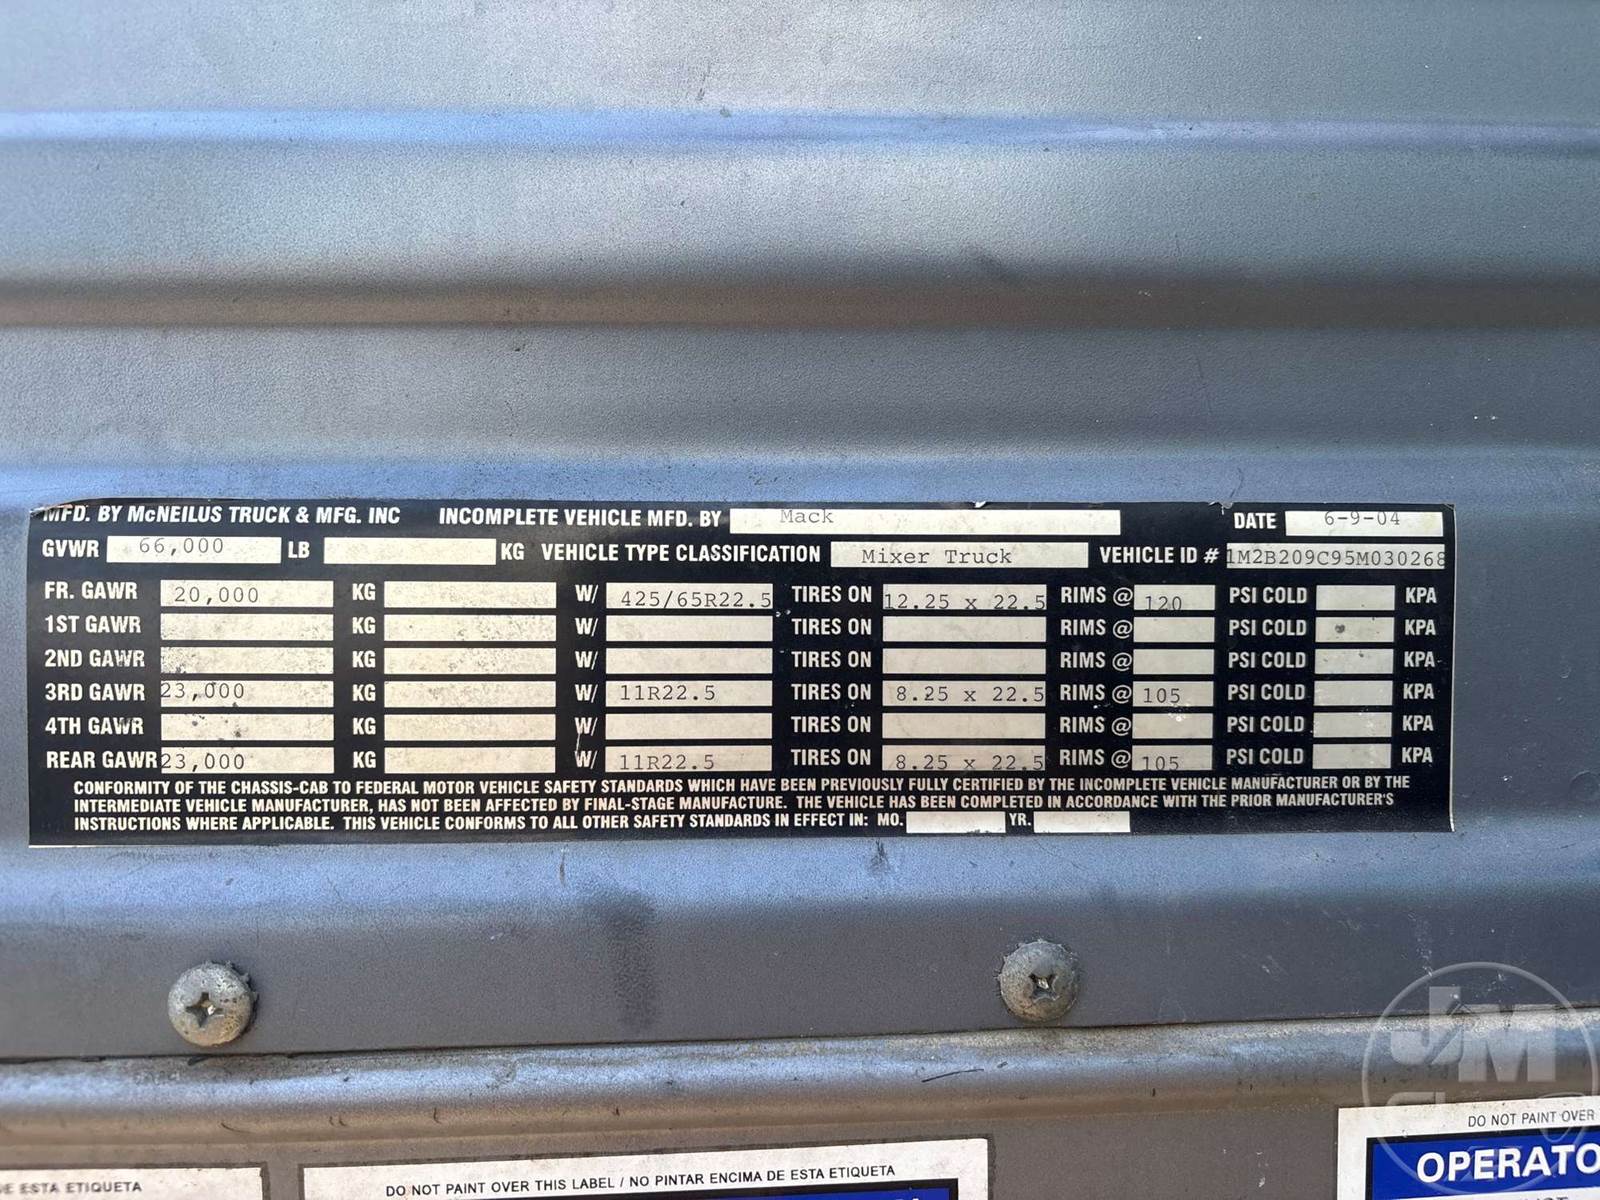 MFD. BY McNEILUS TRUCK & MFG. INC INCOMPLETE VEHICLE MFD. BY Mack DATE 6-9-04
GVWR 66,000 LB KG VEHICLE TYPE CLASSIFICATION Mixer Truck VEHICLE ID # 1M2B209C95M030268
FR. GAWR 20,000 KG W/ 425/65R22.5 TIRES ON 12.25 x 22.5 RIMS @ 120 PSI COLD KPA
1ST GAWR KG W/ TIRES ON RIMS @ PSI COLD KPA
2ND GAWR KG W/ TIRES ON RIMS @ PSI COLD KPA
3RD GAWR 23,000 KG W/ 11R22.5 TIRES ON 8.25 x 22.5 RIMS @ 105 PSI COLD KPA
4TH GAWR KG W/ TIRES ON RIMS @ PSI COLD KPA
REAR GAWR 23,000 KG W/ 11R22.5 TIRES ON 8.25 x 22.5 RIMS @ 105 PSI COLD KPA
CONFORMITY OF THE CHASSIS-CAB TO FEDERAL MOTOR VEHICLE SAFETY STANDARDS WHICH HAVE BEEN PREVIOUSLY FULLY CERTIFIED BY THE INCOMPLETE VEHICLE MANUFACTURER OR BY THE
INTERMEDIATE VEHICLE MANUFACTURER, HAS NOT BEEN AFFECTED BY FINAL-STAGE MANUFACTURE. THE VEHICLE HAS BEEN COMPLETED IN ACCORDANCE WITH THE PRIOR MANUFACTURER'S
INSTRUCTIONS WHERE APPLICABLE. THIS VEHICLE CONFORMS TO ALL OTHER SAFETY STANDARDS IN EFFECT IN: MO. YR.
JM
DO NOT PAINT OVER
OPERATO
DO NOT PAINT OVER THIS LABEL / NO PINTAR ENCIMA DE ESTA ETIQUETA
E ESTA ETIQUETA